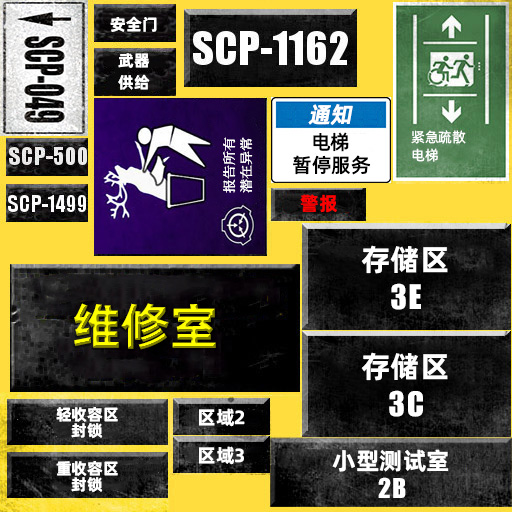 SCP-049
安全门
武器
供给
SCP-1162
紧急疏散
电梯
SCP-500
SCP-1499
报告所有
潜在异常
通知
电梯
暂停服务
警报
存储区
3E
维修室
存储区
3C
轻收容区
封锁
区域2
重收容区
封锁
区域3
小型测试室
2B